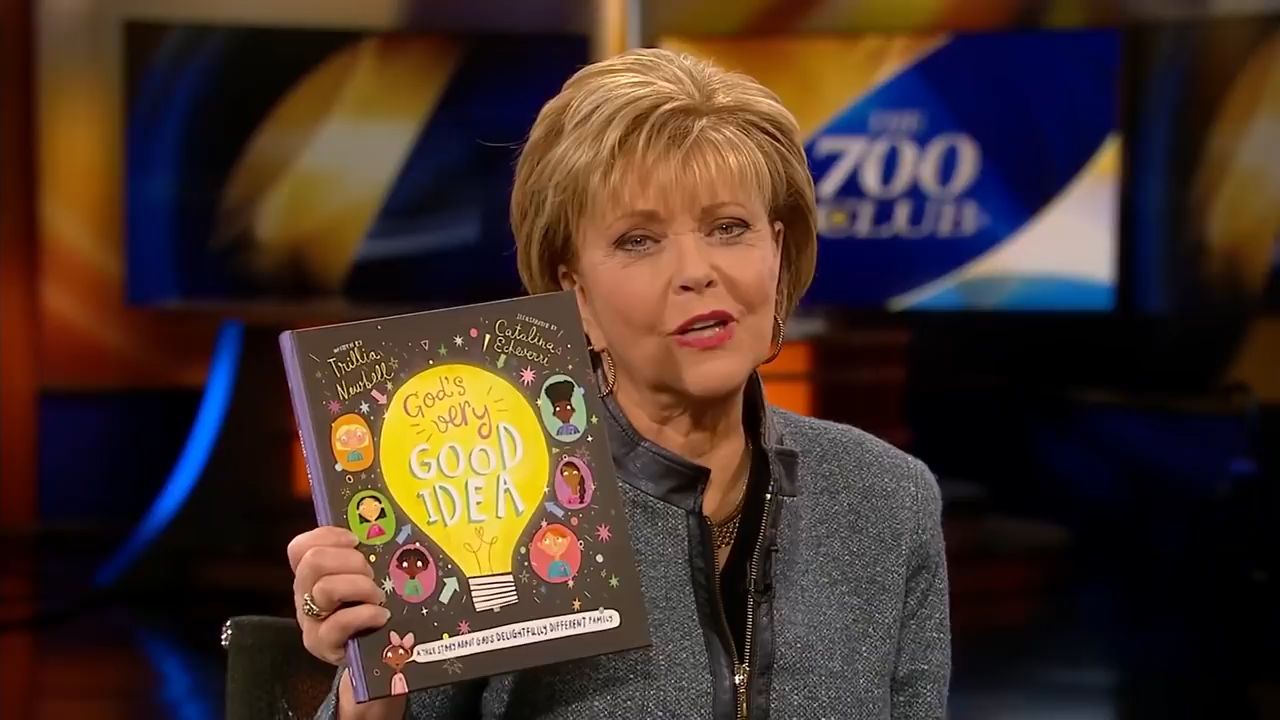 THE
700
CLUB
WRITTEN BY
Trillia
Newbell
ILLUSTRATED BY
Catalina
Echeverri
God's
very
GOOD
IDEA
A TRUE STORY ABOUT GOD'S DELIGHTFULLY DIFFERENT FAMILY